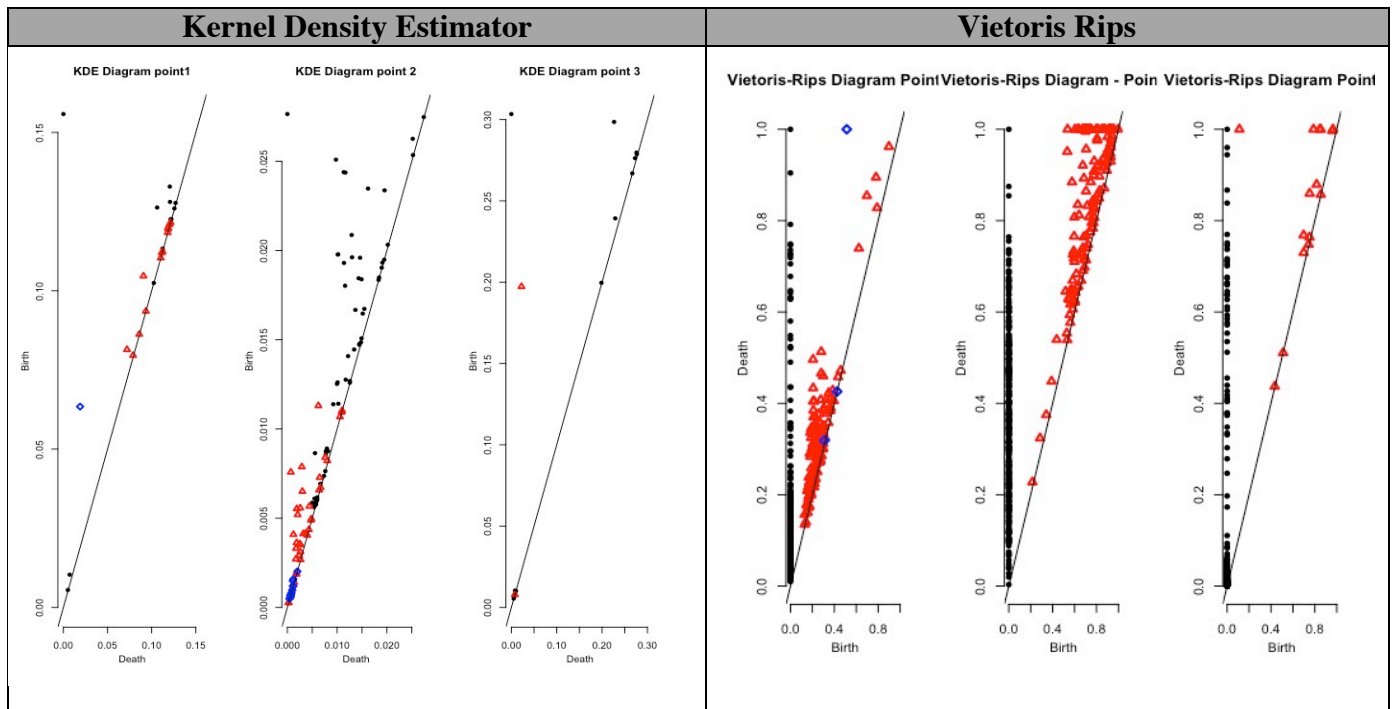 Kernel Density Estimator
Vietoris Rips
KDE Diagram point1
KDE Diagram point 2
KDE Diagram point 3
Birth
0.00
0.05
0.10
0.15
0.00
0.05
0.10
0.15
Death
Birth
0.000
0.005
0.010
0.015
0.020
0.025
0.000
0.010
0.020
Death
Birth
0.00
0.05
0.10
0.15
0.20
0.25
0.30
0.00
0.10
0.20
0.30
Death
Vietoris-Rips Diagram Point
Vietoris-Rips Diagram - Poin
Vietoris-Rips Diagram Point
Death
0.0
0.2
0.4
0.6
0.8
1.0
0.0
0.4
0.8
Birth
Death
0.0
0.2
0.4
0.6
0.8
1.0
0.0
0.4
0.8
Birth
Death
0.0
0.2
0.4
0.6
0.8
1.0
0.0
0.4
0.8
Birth